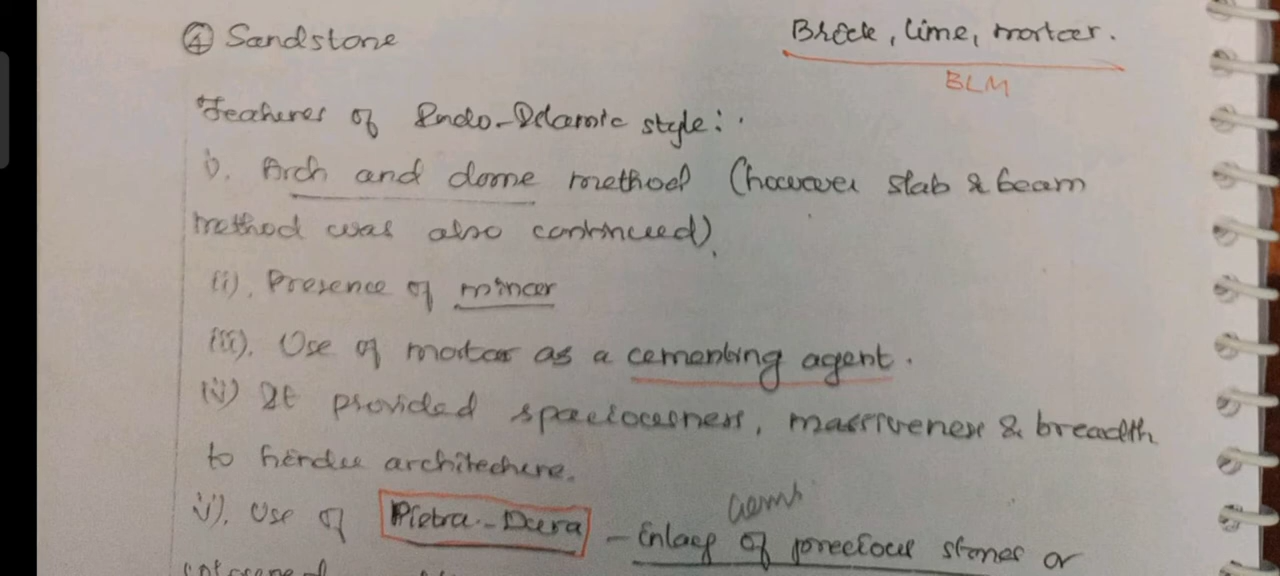 ④ Sandstone
Brick, lime, mortar.
BLM
*Features of Indo-Islamic style:
i). Arch and dome method (however slab & beam
method was also continued).
(ii). Presence of minar
(iii). Use of mortar as a cementing agent.
(iv) It provided spaciousness, massiveness & breadth
to hindu architecture.
gems
v). Use of Pietra-Dura - Enlay of precious stones or